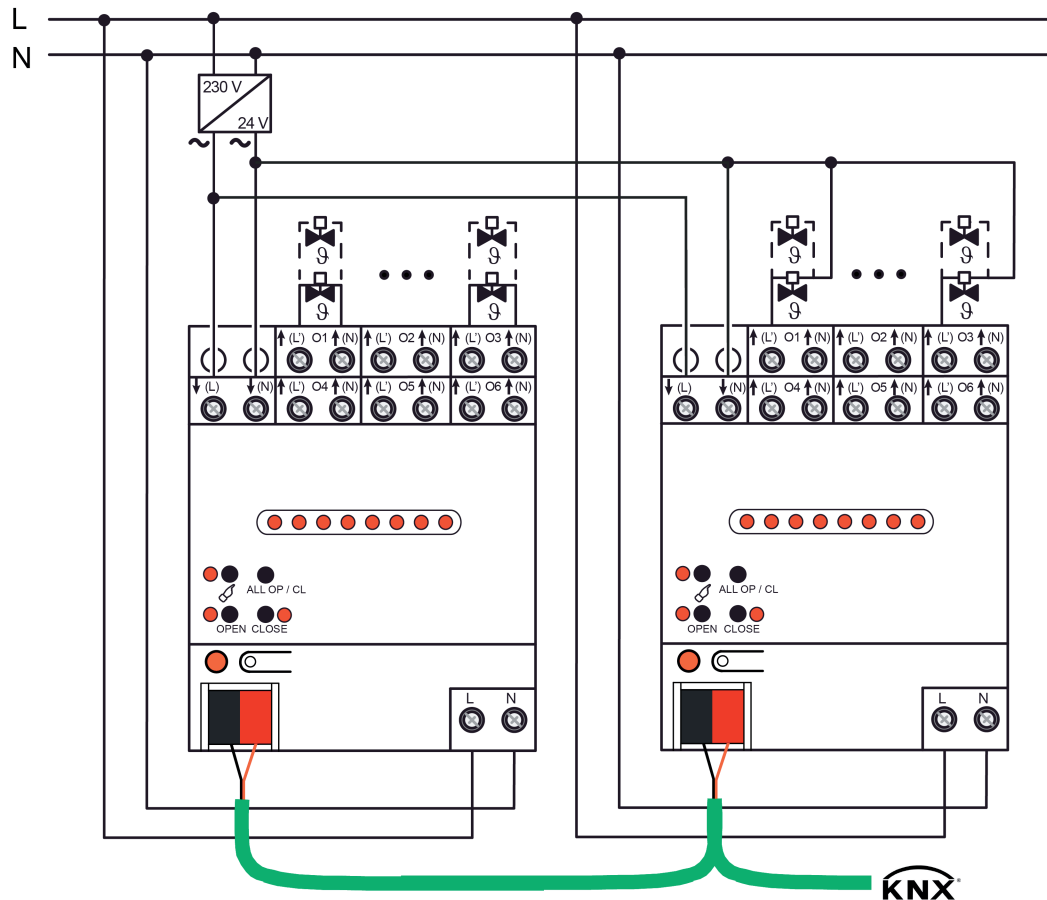 L
N
230 V
24 V
ϑ ϑ ϑ ϑ
ϑ ϑ ϑ ϑ
(L') O1 (N) (L') O2 (N) (L') O3 (N) (L') O1 (N) (L') O2 (N) (L') O3 (N)
(L) (N) (L') O4 (N) (L') O5 (N) (L') O6 (N) (L) (N) (L') O4 (N) (L') O5 (N) (L') O6 (N)
ALL OP / CL ALL OP / CL
OPEN CLOSE OPEN CLOSE
L N L N
KNX®